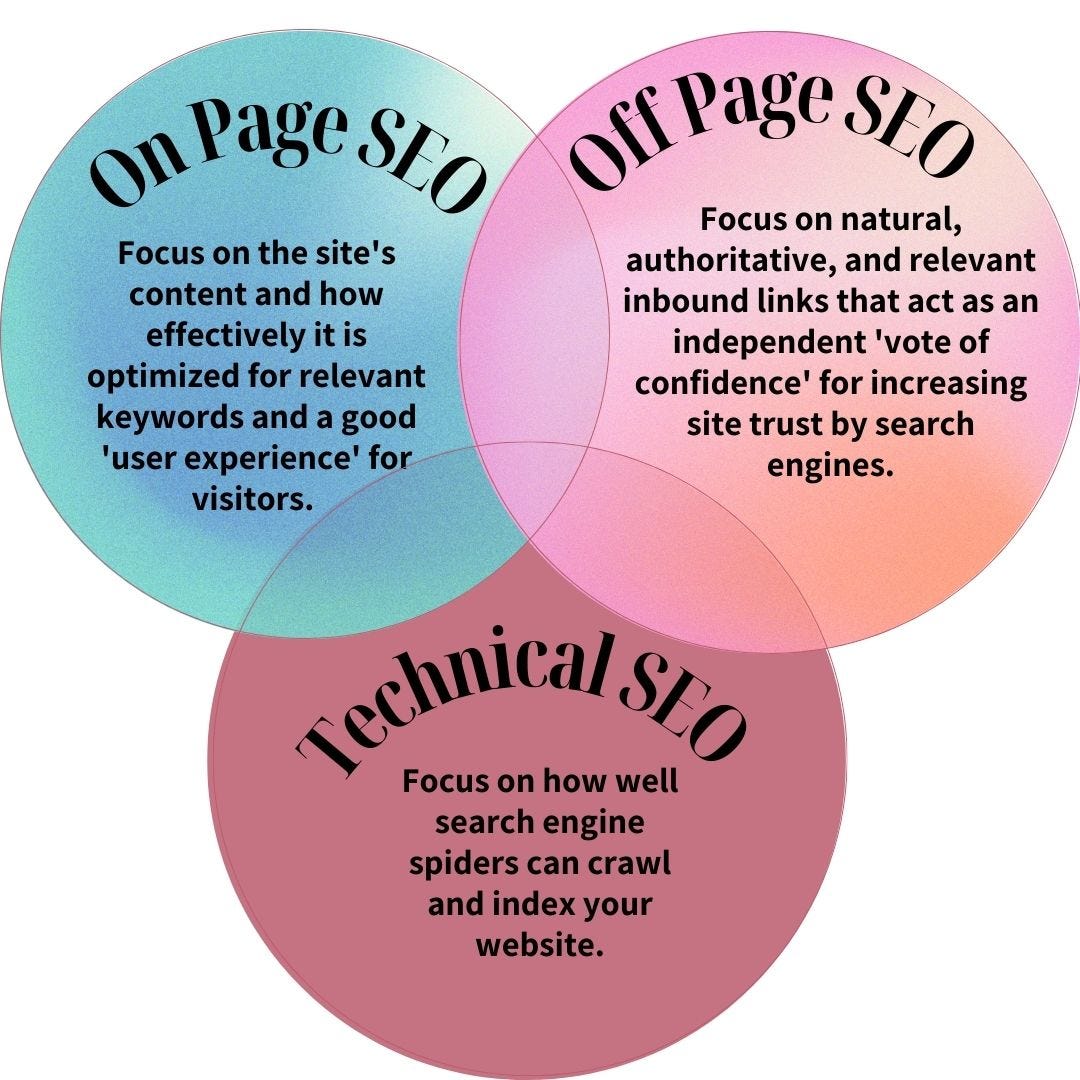 On Page SEO
Focus on the site's
content and how
effectively it is
optimized for relevant
keywords and a good
'user experience' for
visitors.
Off Page SEO
Focus on natural,
authoritative, and relevant
inbound links that act as an
independent 'vote of
confidence' for increasing
site trust by search
engines.
Technical SEO
Focus on how well
search engine
spiders can crawl
and index your
website.